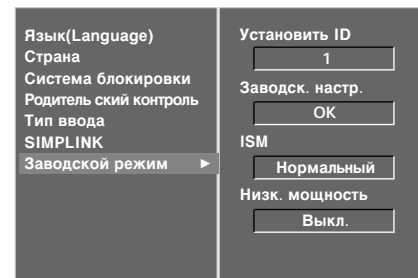 Язык(Language)
Страна
Система блокировки
Родитель ский контроль
Тип ввода
SIMPLINK
Заводской режим ►
Установить ID
1
Заводск. настр.
ОК
ISM
Нормальный
Низк. мощность
Выкл.